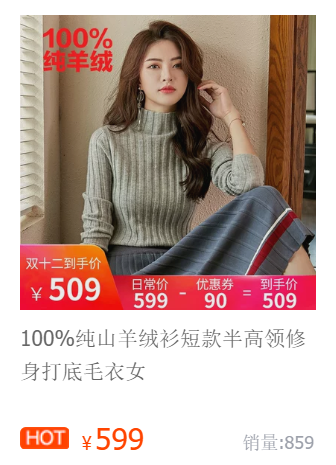 100%
纯羊绒
双十二到手价
¥ 509
日常价 优惠券 到手价
599 - 90 = 509
100%纯山羊绒衫短款半高领修
身打底毛衣女
HOT ¥599 销量:859